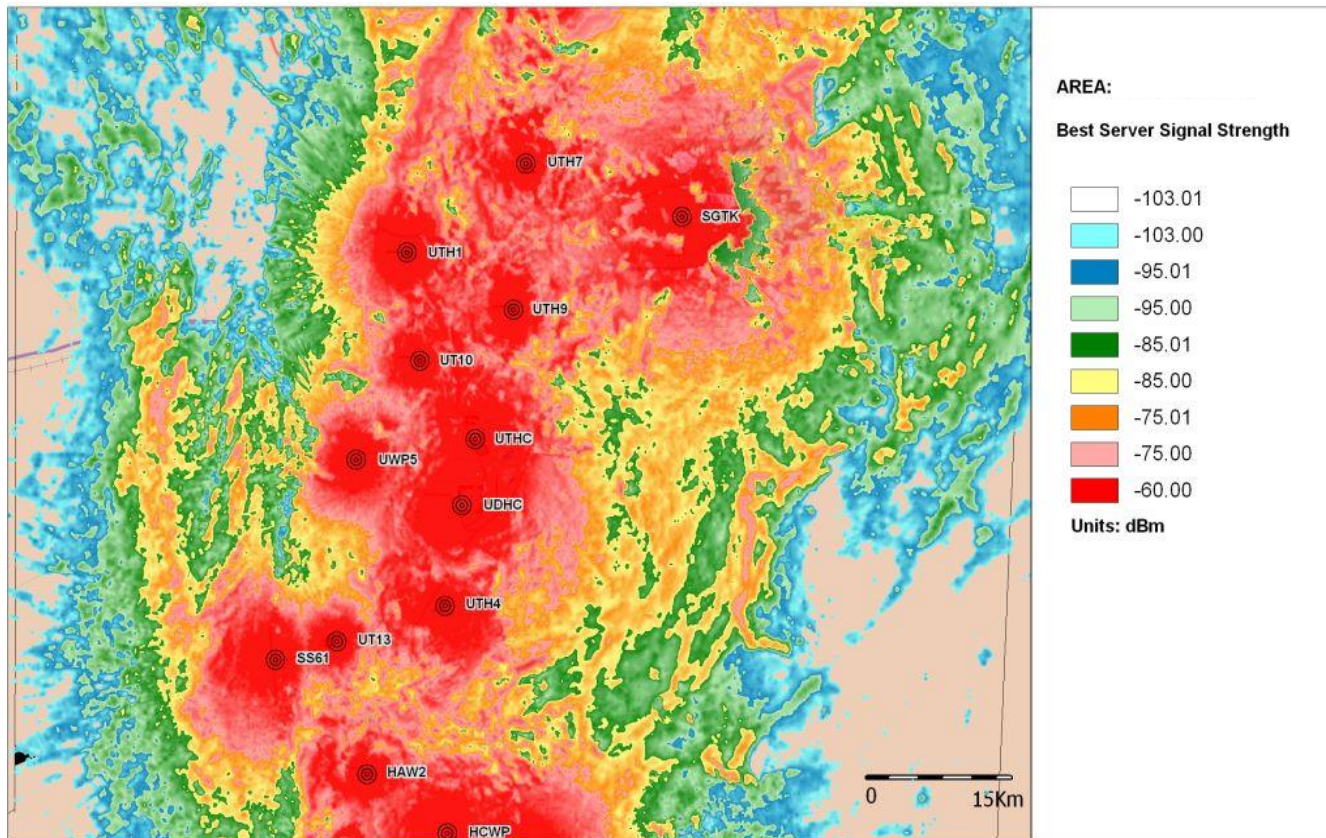 AREA:
Best Server Signal Strength
-103.01
-103.00
-95.01
-95.00
-85.01
-85.00
-75.01
-75.00
-60.00
Units: dBm
UTH7
SGTK
UTH1
UTH9
UT10
UTHC
UWP5
UDHC
UTH4
UT13
SS61
HAW2
HCWP
0 15Km